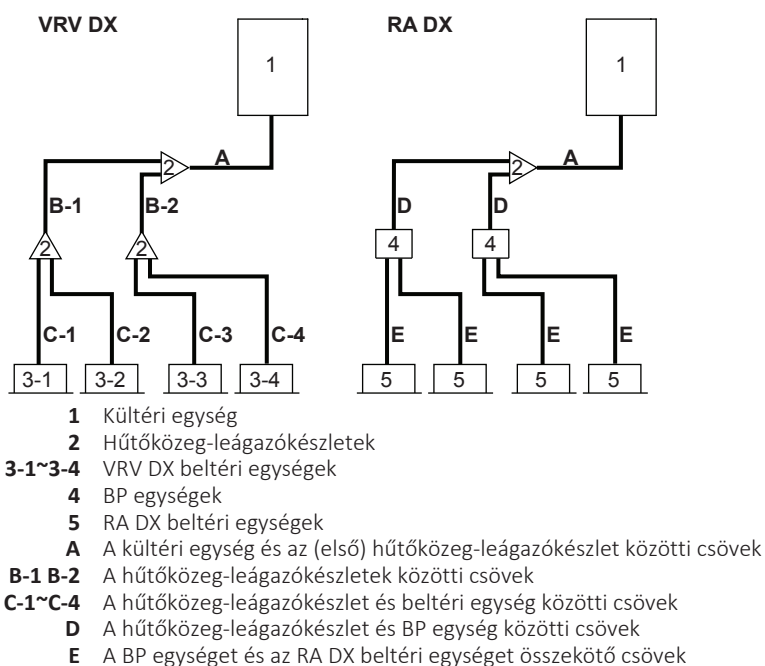 VRV DX RA DX
1 1
2 A 2 A
B-1 B-2 D D
2 2 4 4
C-1 C-2 C-3 C-4 E E E E
3-1 3-2 3-3 3-4 5 5 5 5
1 Kültéri egység
2 Hűtőközeg-leágazókészletek
3-1~3-4 VRV DX beltéri egységek
4 BP egységek
5 RA DX beltéri egységek
A A kültéri egység és az (első) hűtőközeg-leágazókészlet közötti csövek
B-1 B-2 A hűtőközeg-leágazókészletek közötti csövek
C-1~C-4 A hűtőközeg-leágazókészlet és beltéri egység közötti csövek
D A hűtőközeg-leágazókészlet és BP egység közötti csövek
E A BP egységet és az RA DX beltéri egységet összekötő csövek